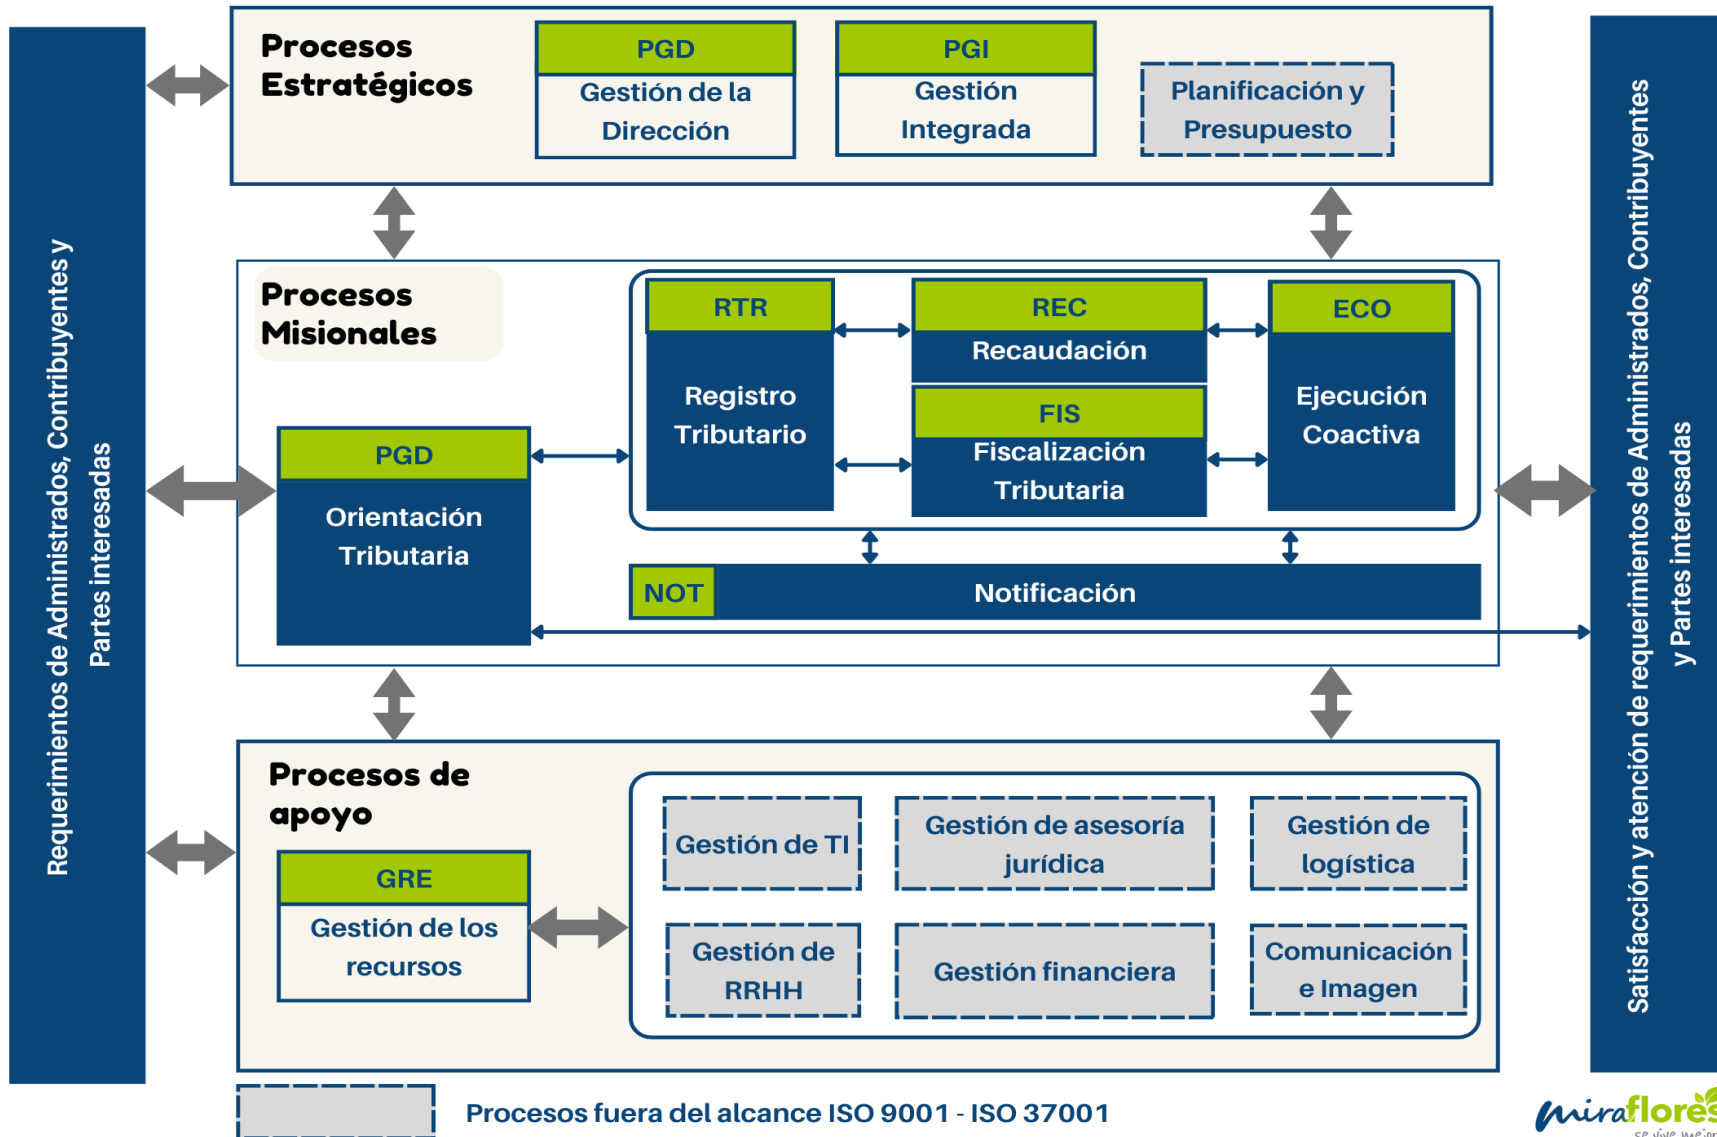 Requerimientos de Administrados, Contribuyentes y
Partes interesadas
Procesos
Estratégicos
PGD
Gestión de la
Dirección
PGI
Gestión
Integrada
Planificación y
Presupuesto
Procesos
Misionales
PGD
Orientación
Tributaria
RTR
Registro
Tributario
REC
Recaudación
FIS
Fiscalización
Tributaria
ECO
Ejecución
Coactiva
NOT
Notificación
Procesos de
apoyo
GRE
Gestión de los
recursos
Gestión de TI
Gestión de asesoría
jurídica
Gestión de
logística
Gestión de
RRHH
Gestión financiera
Comunicación
e Imagen
Satisfacción y atención de requerimientos de Administrados, Contribuyentes
y Partes interesadas
Procesos fuera del alcance ISO 9001 - ISO 37001
miraflores
se vive mejor